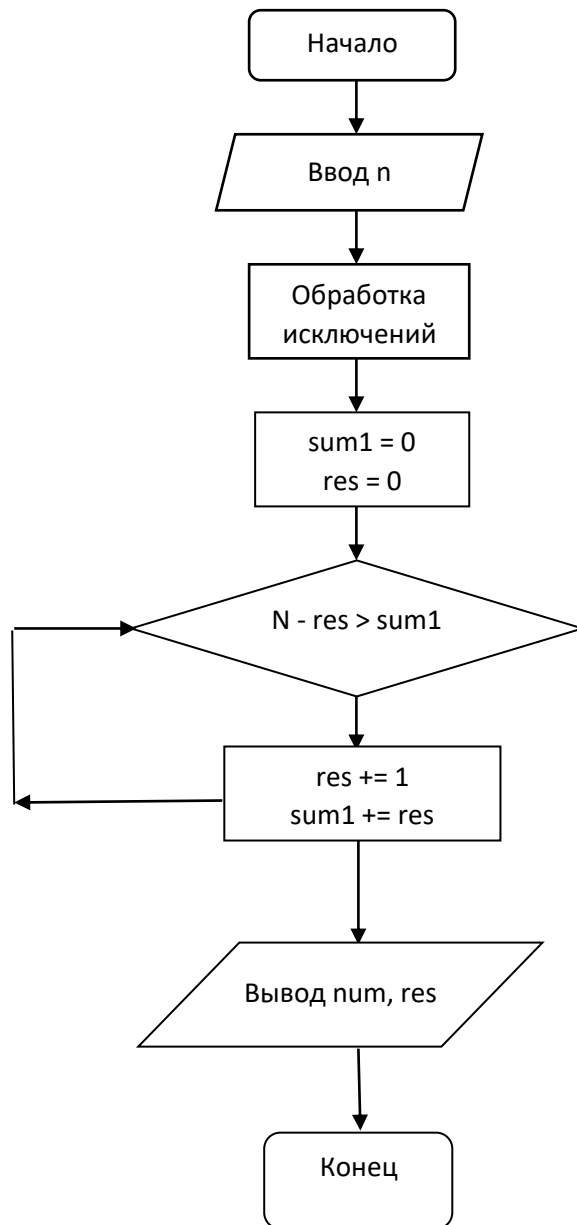 Начало
Ввод n
Обработка
исключений
sum1 = 0
res = 0
N - res > sum1
res += 1
sum1 += res
Вывод num, res
Конец